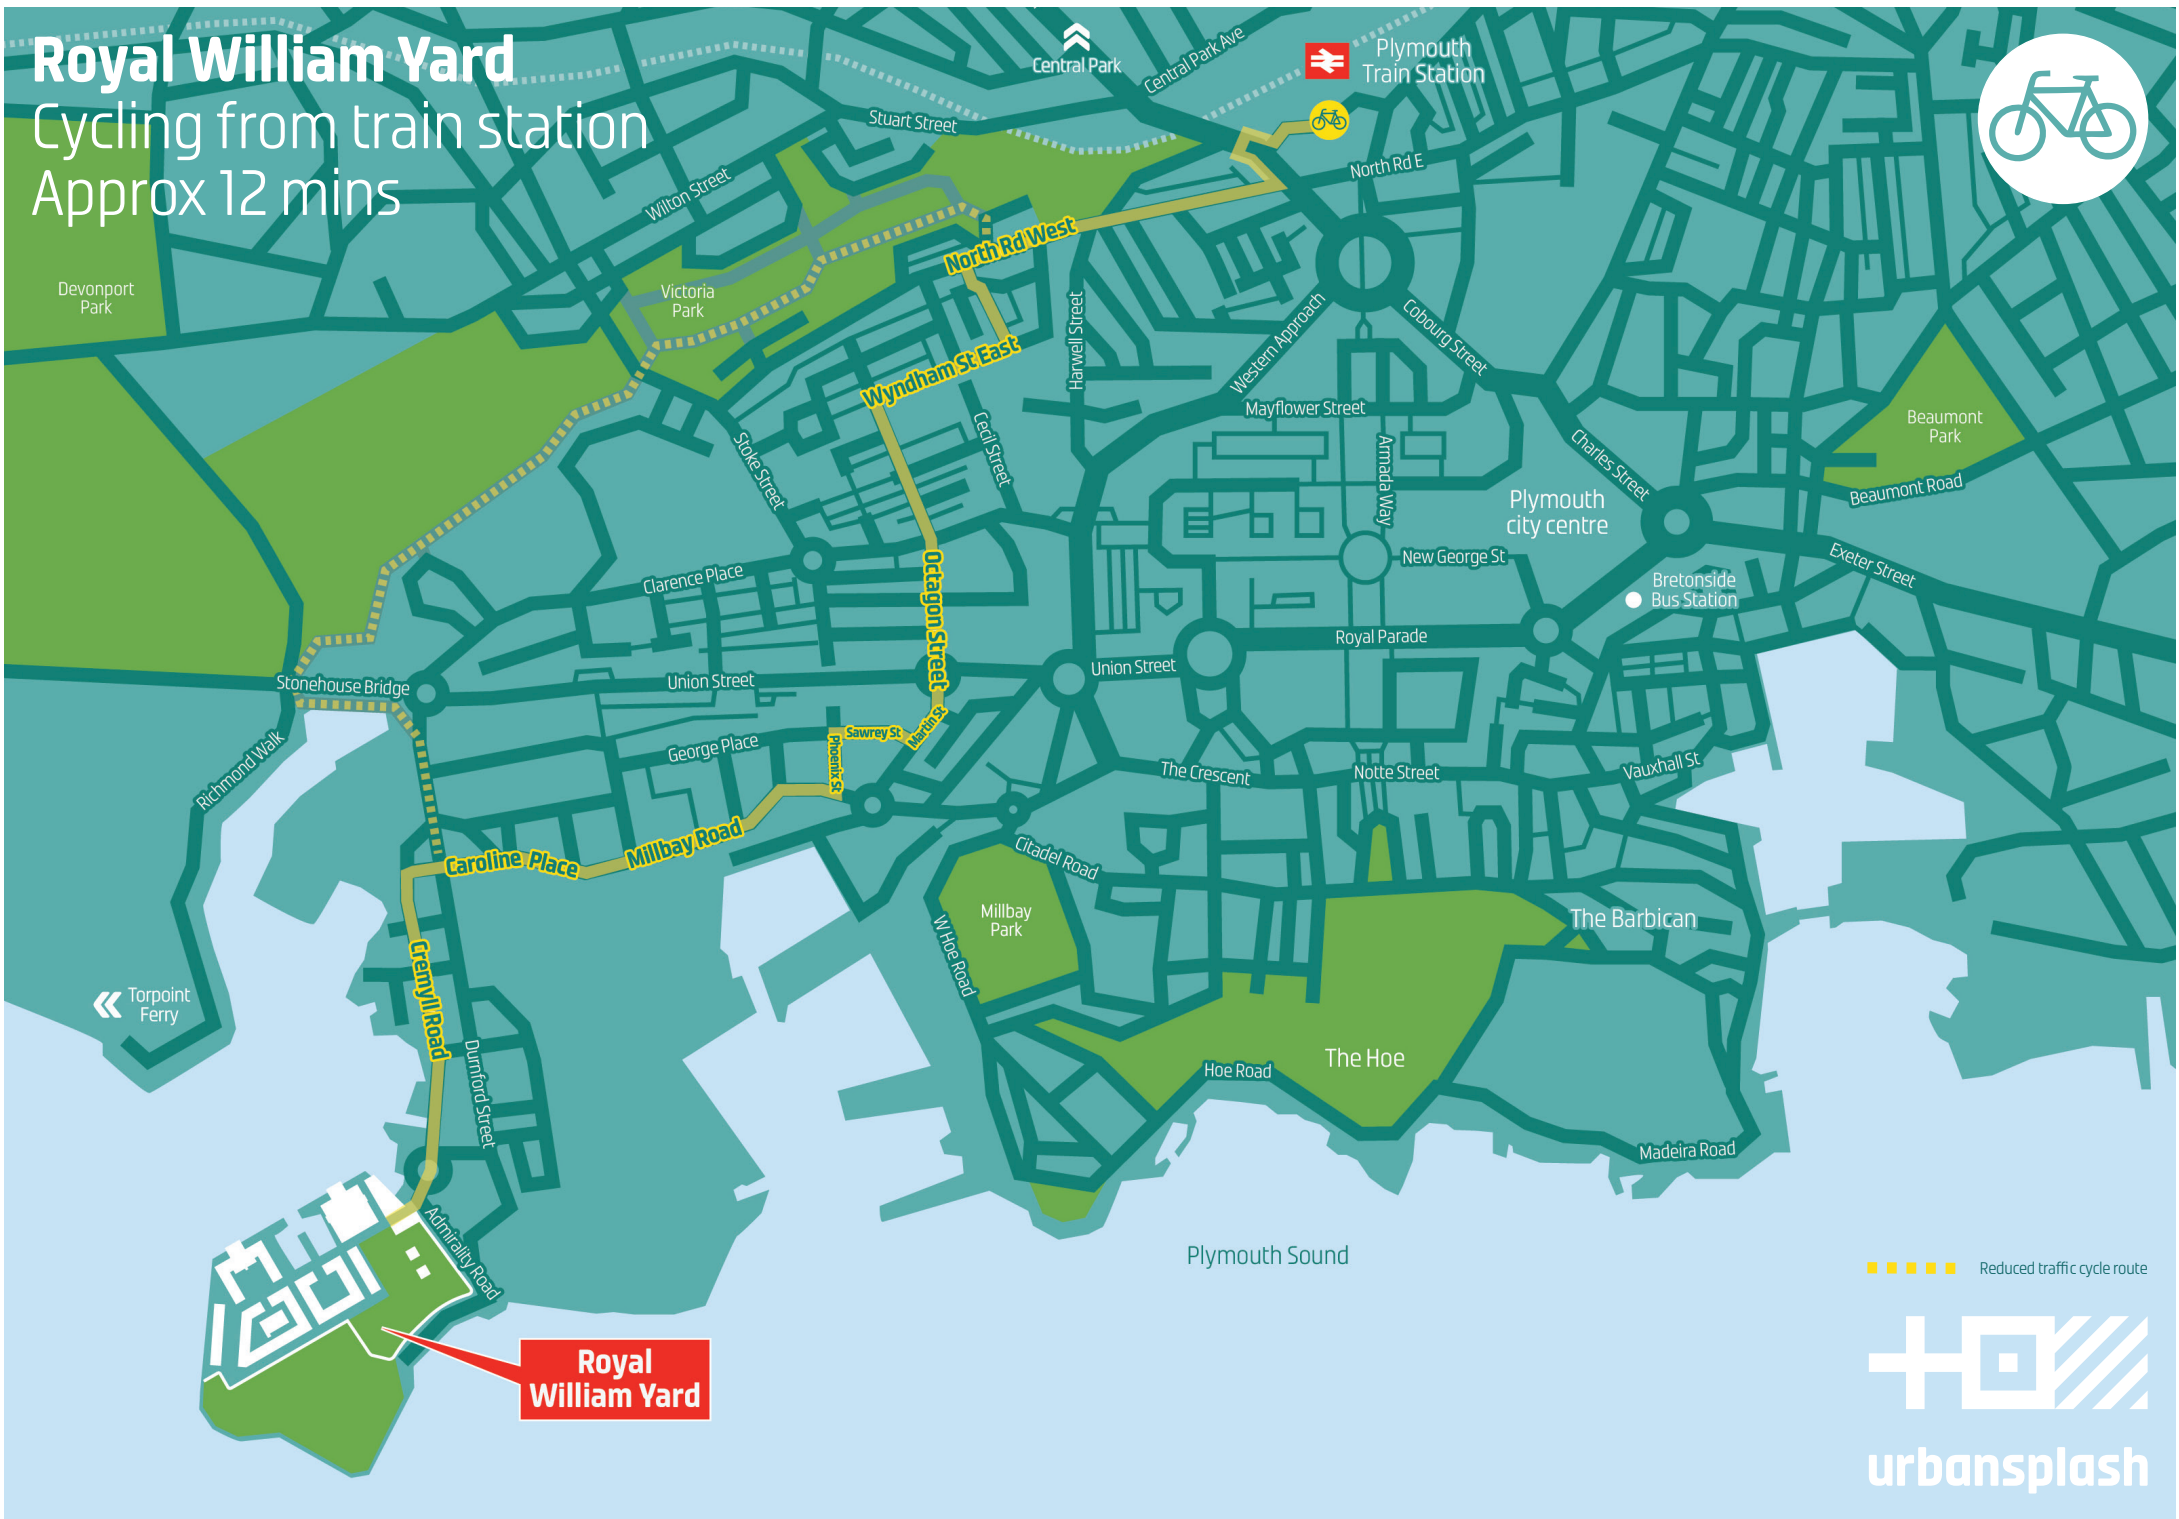 Royal William Yard
Cycling from train station
Approx 12 mins
Central Park
Central Park Ave
Plymouth
Train Station
Stuart Street
North Rd E
Wilton Street
Devonport
Park
Victoria
Park
North Rd West
Harwell Street
Western Approach
Cobourg Street
Wyndham St East
Mayflower Street
Cecil Street
Stoke Street
Armada Way
Charles Street
Beaumont
Park
Beaumont Road
Plymouth
city centre
New George St
Exeter Street
Bretonside
Bus Station
Clarence Place
Octagon Street
Royal Parade
Union Street
Union Street
Stonehouse Bridge
Richmond Walk
George Place
Sawrey St
Martin St
Phoenix St
The Crescent
Notte Street
Vauxhall St
Millbay Road
Caroline Place
Citadel Road
Millbay
Park
W Hoe Road
The Barbican
Cremyll Road
Torpoint
Ferry
Durnford Street
The Hoe
Hoe Road
Madeira Road
Admirality Road
Plymouth Sound
Reduced traffic cycle route
Royal
William Yard
urbansplash